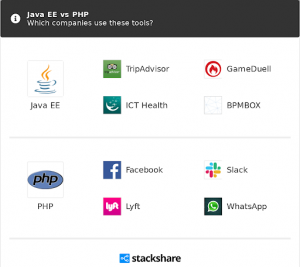 Java EE vs PHP
Which companies use these tools?
TripAdvisor
GameDuell
Java EE
ICT Health
BPMBOX
php
Facebook
Slack
PHP
lyft
Lyft
WhatsApp
stackshare